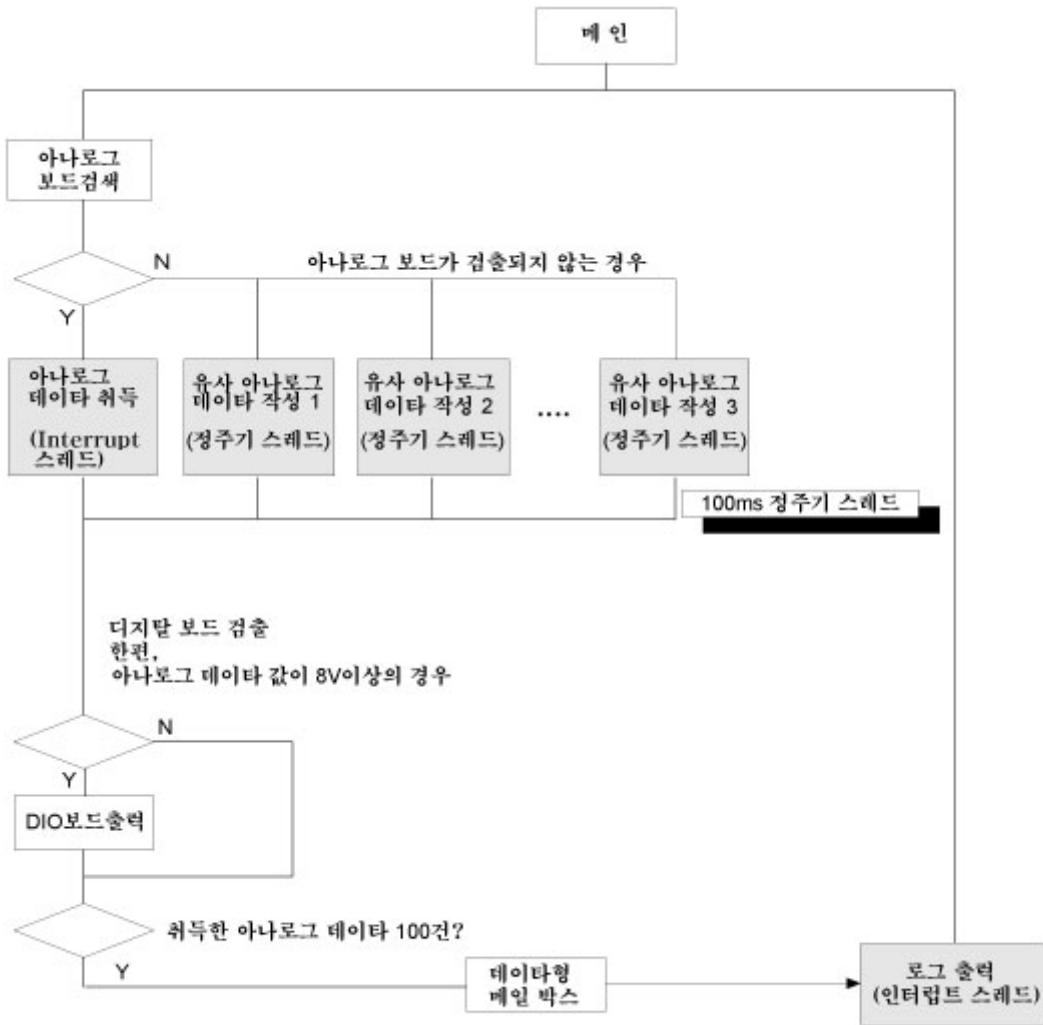 메 인
아나로그
보드검색
N
아나로그 보드가 검출되지 않는 경우
Y
아나로그
데이타 취득
(Interrupt
스레드)
유사 아나로그
데이타 작성 1
(정주기 스레드)
유사 아나로그
데이타 작성 2
(정주기 스레드)
....
유사 아나로그
데이타 작성 3
(정주기 스레드)
100ms 정주기 스레드
디지탈 보드 검출
한편,
아나로그 데이타 값이 8V이상의 경우
N
Y
DIO보드출력
취득한 아나로그 데이타 100건?
Y
데이타형
메일 박스
로그 출력
(인터럽트 스레드)